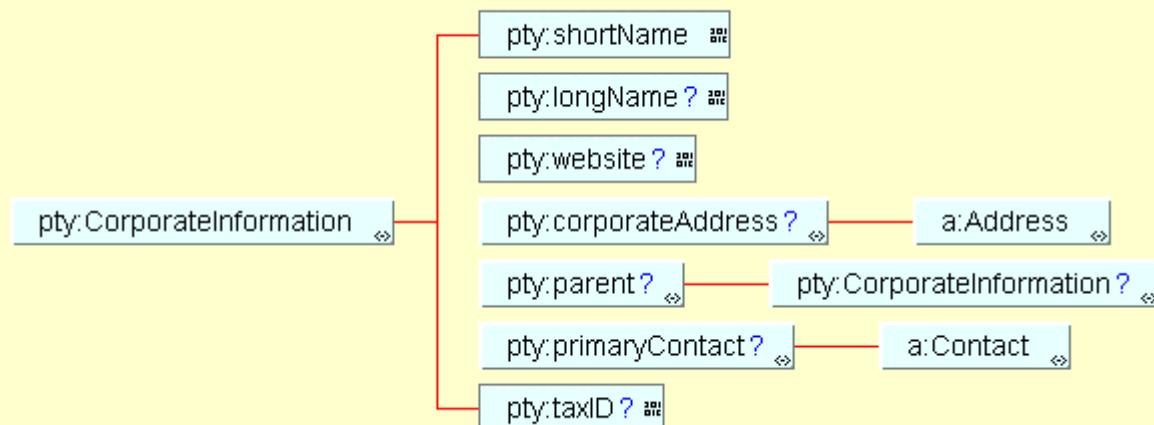 pty:shortName
pty:longName?
pty:website?
pty:CorporateInformation
pty:corporateAddress?
a:Address
pty:parent?
pty:CorporateInformation?
pty:primaryContact?
a:Contact
pty:taxID?